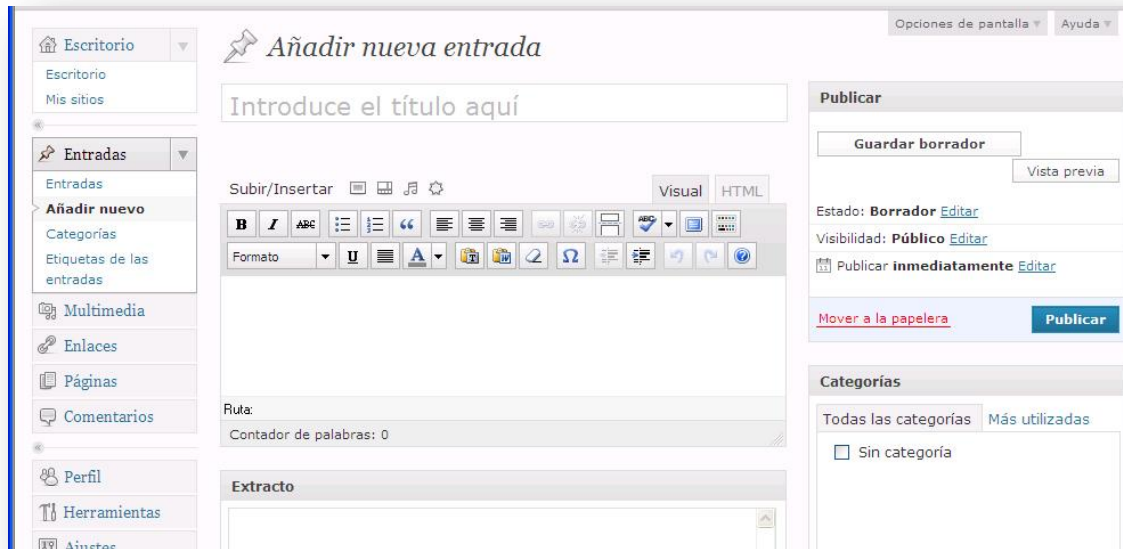 Opciones de pantalla
Ayuda
Escritorio
Escritorio
Mis sitios
Entradas
Entradas
Añadir nuevo
Categorías
Etiquetas de las
entradas
Multimedia
Enlaces
Páginas
Comentarios
Perfil
Herramientas
Ajustes
Añadir nueva entrada
Introduce el título aquí
Subir/Insertar
Visual
HTML
B I ABC ABC
Formato U A T W Ω
Ruta:
Contador de palabras: 0
Extracto
Publicar
Guardar borrador
Vista previa
Estado: Borrador Editar
Visibilidad: Público Editar
Publicar inmediatamente Editar
Mover a la papelera
Publicar
Categorías
Todas las categorías
Más utilizadas
Sin categoría